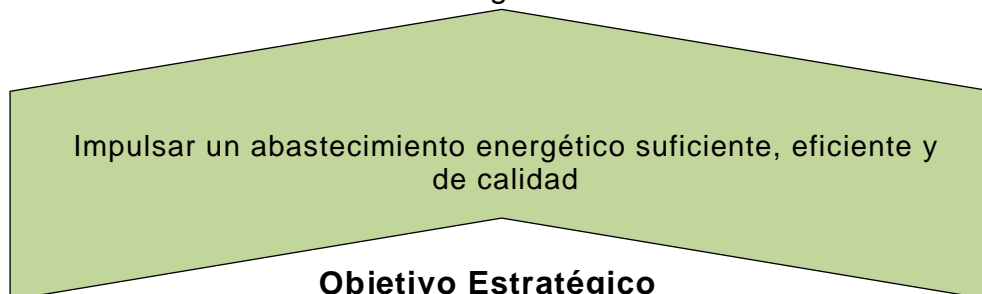 Impulsar un abastecimiento energético suficiente, eficiente y
de calidad
Objetivo Estratégico